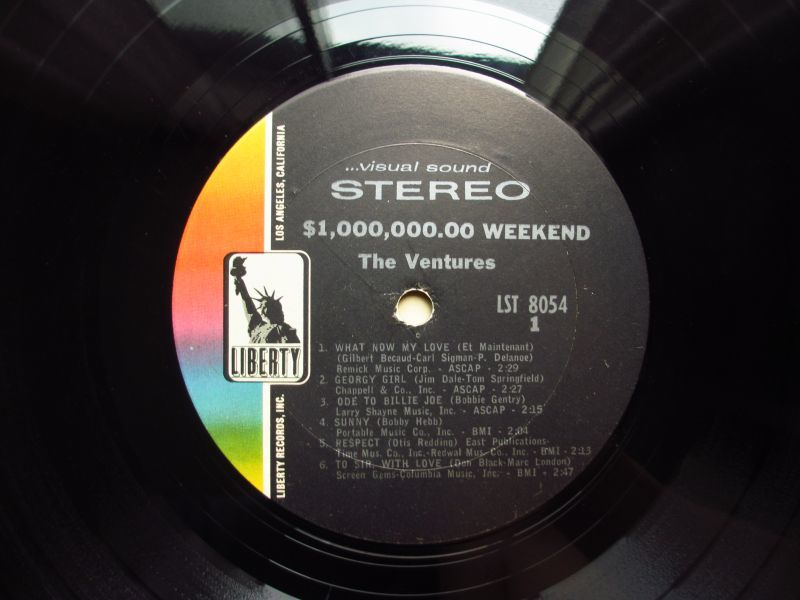 ...visual sound
STEREO
$1,000,000.00 WEEKEND
The Ventures
LST 8054
1
1. WHAT NOW MY LOVE (Et Maintenant)
(Gilbert Becaud-Carl Sigman-P. Delanoe)
Remick Music Corp. - ASCAP - 2:29
2. GEORGY GIRL (Jim Dale-Tom Springfield)
Chappell & Co., Inc. - ASCAP - 2:27
3. ODE TO BILLIE JOE (Bobbie Gentry)
Larry Shayne Music, Inc. - ASCAP - 2:15
4. SUNNY (Bobby Hebb)
Portable Music Co., Inc. - BMI - 2:04
5. RESPECT (Otis Redding) East Publications-
Time Mus. Co., Inc.-Redwal Mus. Co., Inc. - BMI - 2:13
6. TO SIR, WITH LOVE (Don Black-Marc London)
Screen Gems-Columbia Music, Inc. - BMI - 2:47
LIBERTY
LIBERTY RECORDS, INC.
LOS ANGELES, CALIFORNIA